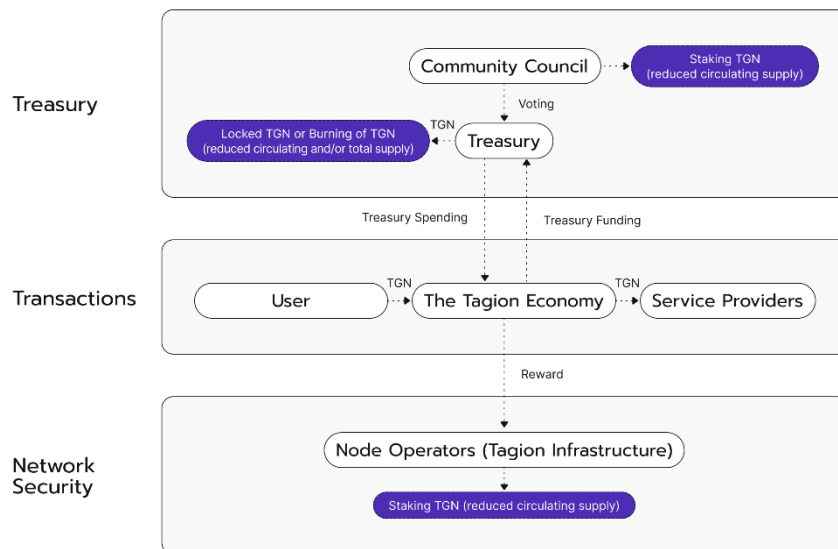 Community Council
Staking TGN
(reduced circulating supply)
Treasury
Voting
TGN
Locked TGN or Burning of TGN
(reduced circulating and/or total supply)
Treasury
Treasury Spending
Treasury Funding
Transactions
User
TGN
The Tagion Economy
TGN
Service Providers
Reward
Node Operators (Tagion Infrastructure)
Network
Security
Staking TGN (reduced circulating supply)